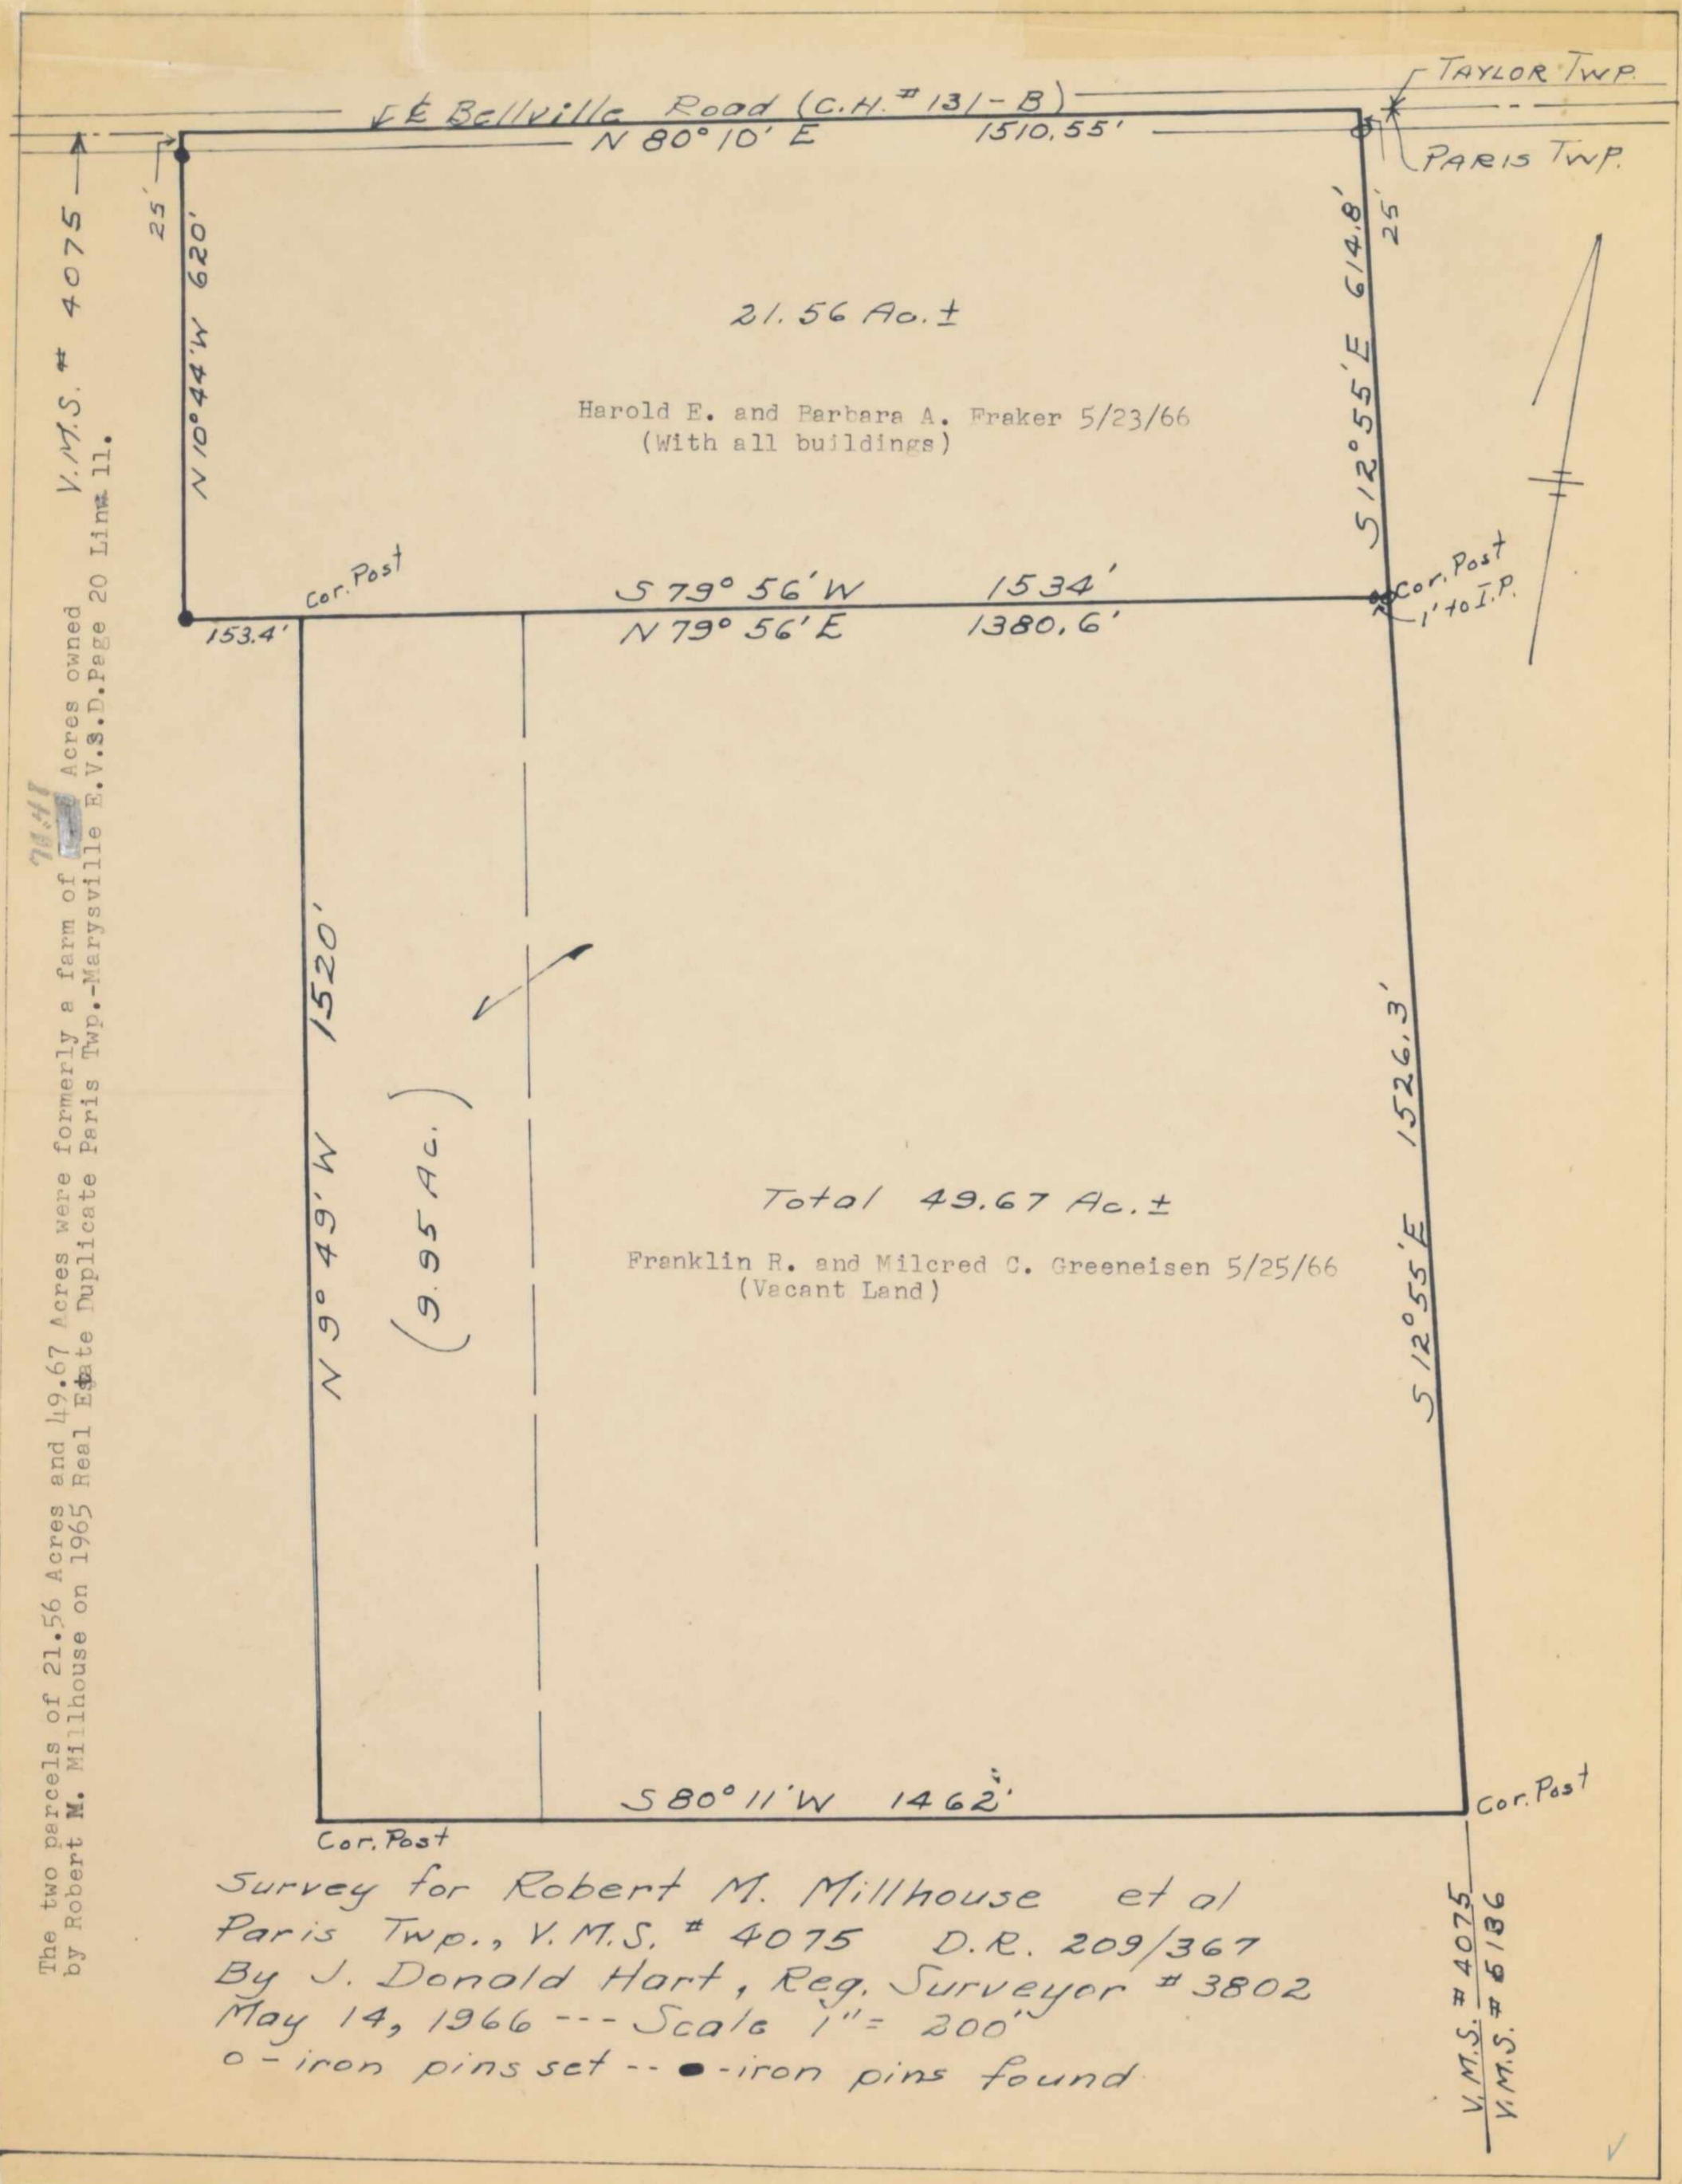 TAYLOR TWP.
℄ Bellville Road (C.H. # 131-B)
N 80° 10' E 1510.55'
PARIS TWP.
25'
25'
V.M.S. # 4075
N 10° 44' W 620'
S 12° 55' E 614.8'
21.56 Ac. ±
Harold E. and Barbara A. Fraker 5/23/66
(With all buildings)
Cor. Post
S 79° 56' W 1534'
Cor. Post
1' to I.P.
153.4'
N 79° 56' E 1380.6'
N 9° 49' W 1520'
(9.95 Ac.)
S 12° 55' E 1526.3'
Total 49.67 Ac. ±
Franklin R. and Milcred C. Greeneisen 5/25/66
(Vacant Land)
S 80° 11' W 1462'
Cor. Post
Cor. Post
The two parcels of 21.56 Acres and 49.67 Acres were formerly a farm of Acres owned
by Robert M. Millhouse on 1965 Real Estate Duplicate Paris Twp.-Marysville E.V.S.D.Page 20 Line 11.
Survey for Robert M. Millhouse et al
Paris Twp., V.M.S. # 4075 D.R. 209/367
By J. Donald Hart, Reg. Surveyor # 3802
May 14, 1966 --- Scale 1" = 200'
o - iron pins set -- ● - iron pins found
V.M.S. # 4075
V.M.S. # 5136